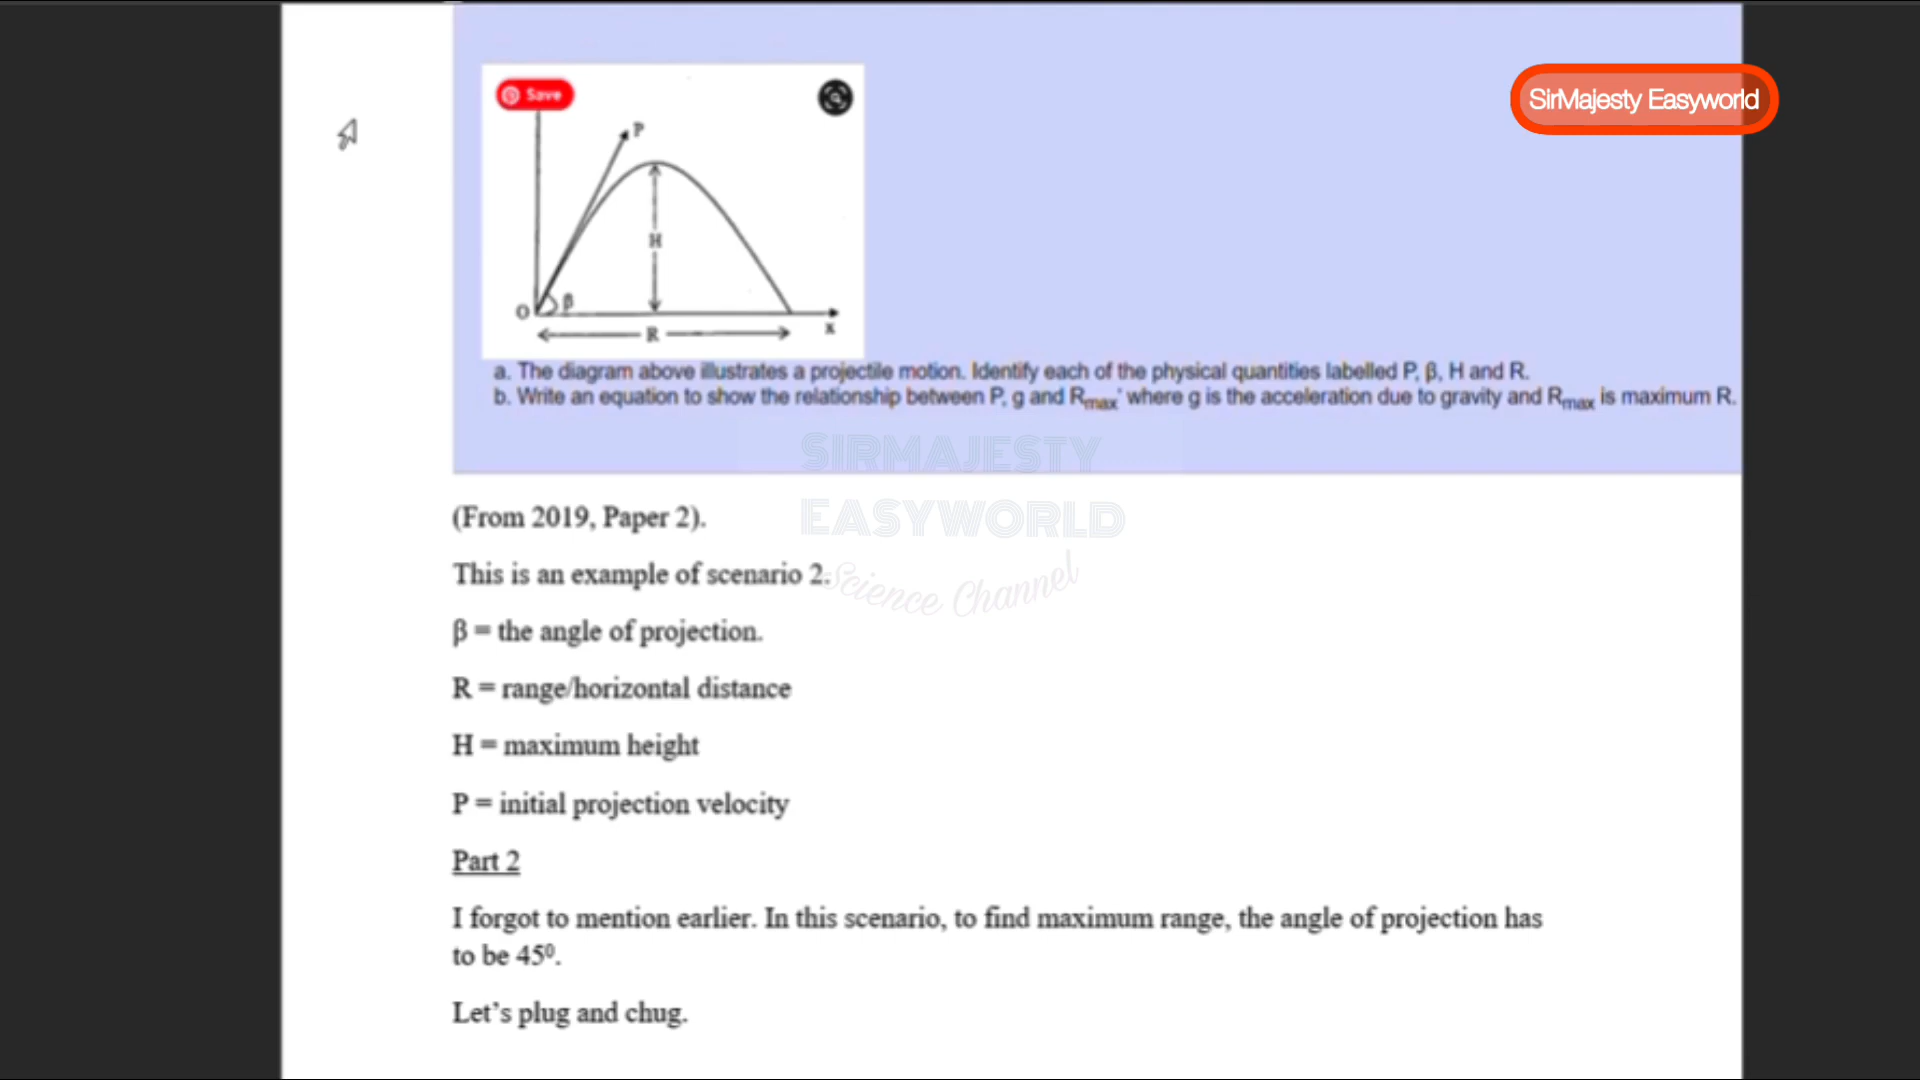 SirMajesty Easyworld
Save
P
H
O
β
x
R
a. The diagram above illustrates a projectile motion. Identify each of the physical quantities labelled P, β, H and R.
b. Write an equation to show the relationship between P, g and Rmax' where g is the acceleration due to gravity and Rmax is maximum R.
SIRMAJESTY
EASYWORLD
Science Channel
(From 2019, Paper 2).
This is an example of scenario 2.
β = the angle of projection.
R = range/horizontal distance
H = maximum height
P = initial projection velocity
Part 2
I forgot to mention earlier. In this scenario, to find maximum range, the angle of projection has
to be 45⁰.
Let's plug and chug.